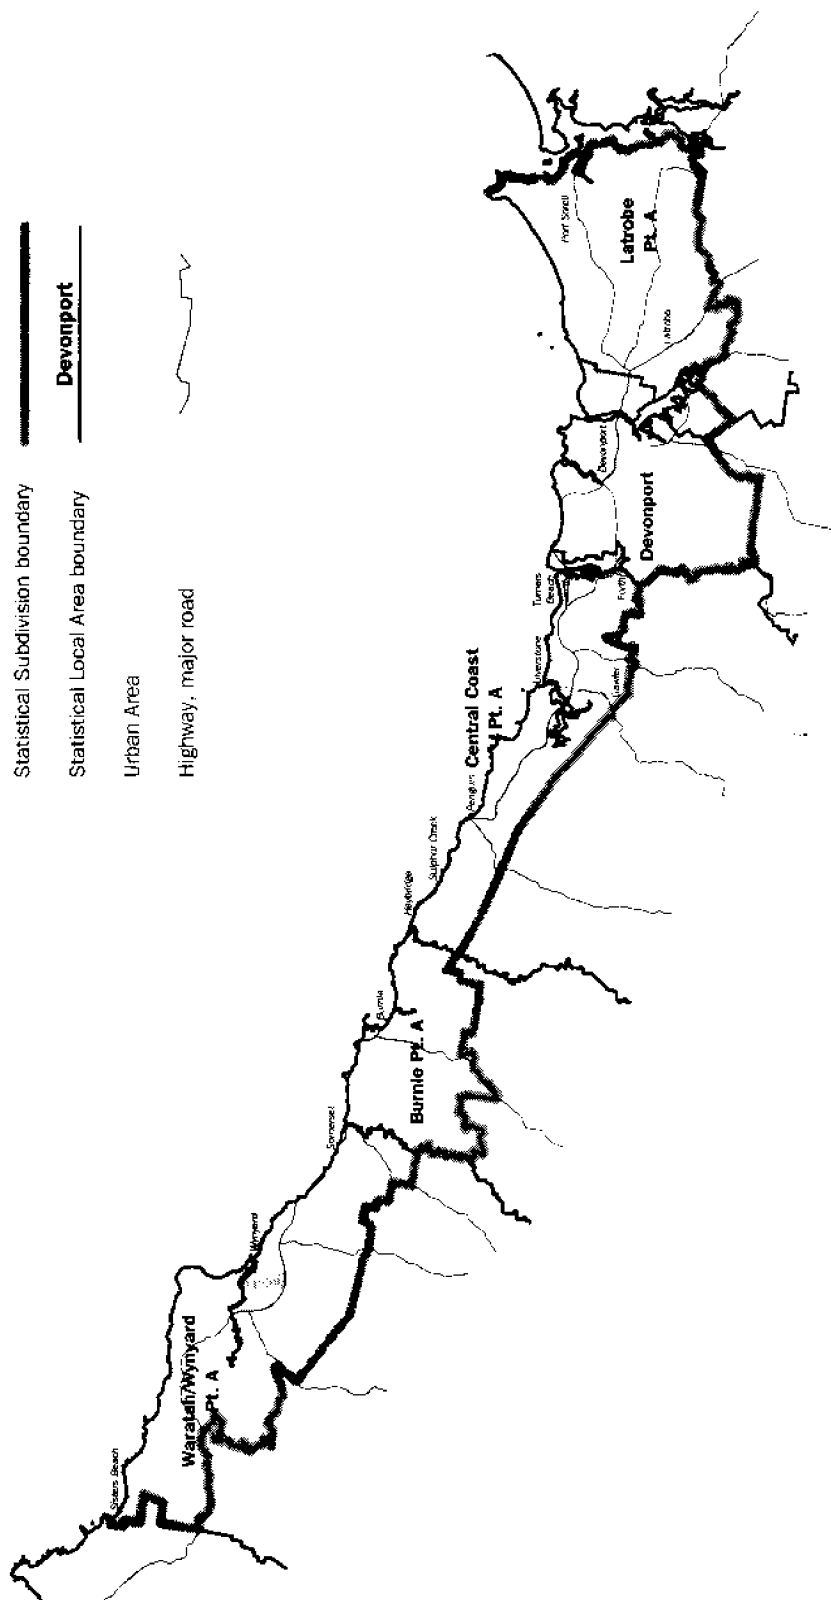 Statistical Subdivision boundary
Statistical Local Area boundary
Devonport
Urban Area
Highway, major road
Sisters Beach
Waratah/Wynyard
Pt. A
Wynyard
Somerset
Burnie
Burnie Pt. A
Heybridge
Sulphur Creek
Penguin
Central Coast
Pt. A
Ulverstone
Turners
Beach
Forth
Devonport
Devonport
Latrobe
Port Sorell
Latrobe
Pt. A